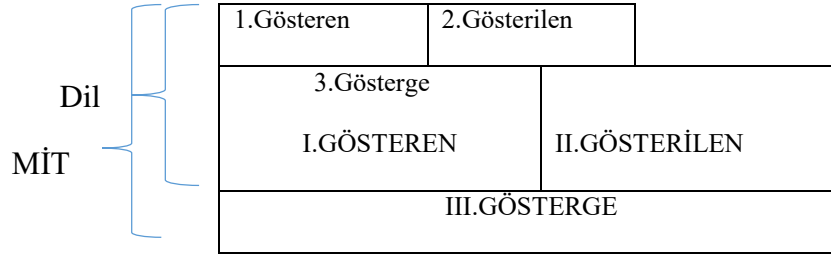 1.Gösteren
2.Gösterilen
3.Gösterge
Dil
I.GÖSTEREN
II.GÖSTERİLEN
MİT
III.GÖSTERGE